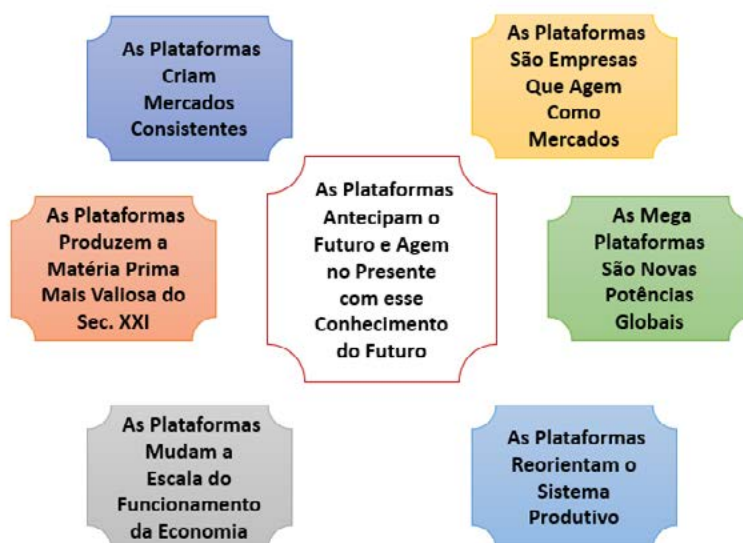 As Plataformas
Criam
Mercados
Consistentes
As Plataformas
São Empresas
Que Agem
Como
Mercados
As Plataformas
Produzem a
Matéria Prima
Mais Valiosa do
Sec. XXI
As Plataformas
Antecipam o
Futuro e Agem
no Presente
com esse
Conhecimento
do Futuro
As Mega
Plataformas
São Novas
Potências
Globais
As Plataformas
Mudam a
Escala do
Funcionamento
da Economia
As Plataformas
Reorientam o
Sistema
Produtivo